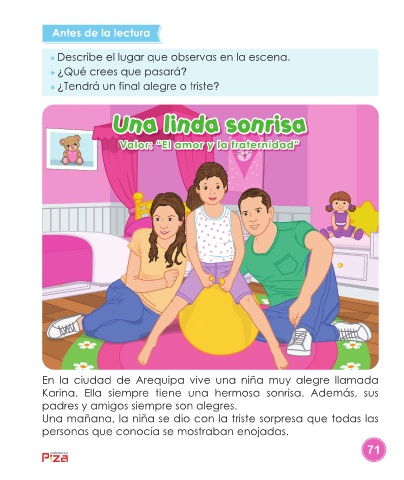 Antes de la lectura
Describe el lugar que observas en la escena.
¿Qué crees que pasará?
¿Tendrá un final alegre o triste?
Una linda sonrisa
Valor: "El amor y la fraternidad"
En la ciudad de Arequipa vive una niña muy alegre llamada
Karina. Ella siempre tiene una hermosa sonrisa. Además, sus
padres y amigos siempre son alegres.
Una mañana, la niña se dio con la triste sorpresa que todas las
personas que conocía se mostraban enojadas.
71